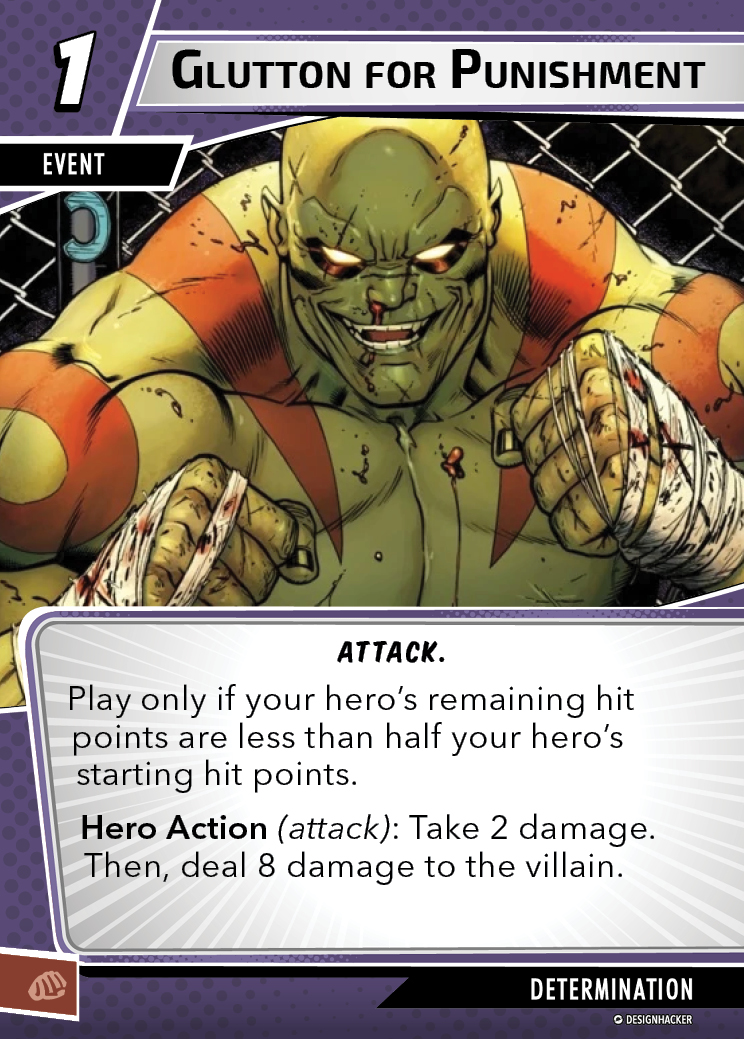 1
GLUTTON FOR PUNISHMENT
EVENT
ATTACK.
Play only if your hero’s remaining hit
points are less than half your hero’s
starting hit points.
Hero Action (attack): Take 2 damage.
Then, deal 8 damage to the villain.
DETERMINATION
DESIGNHACKER